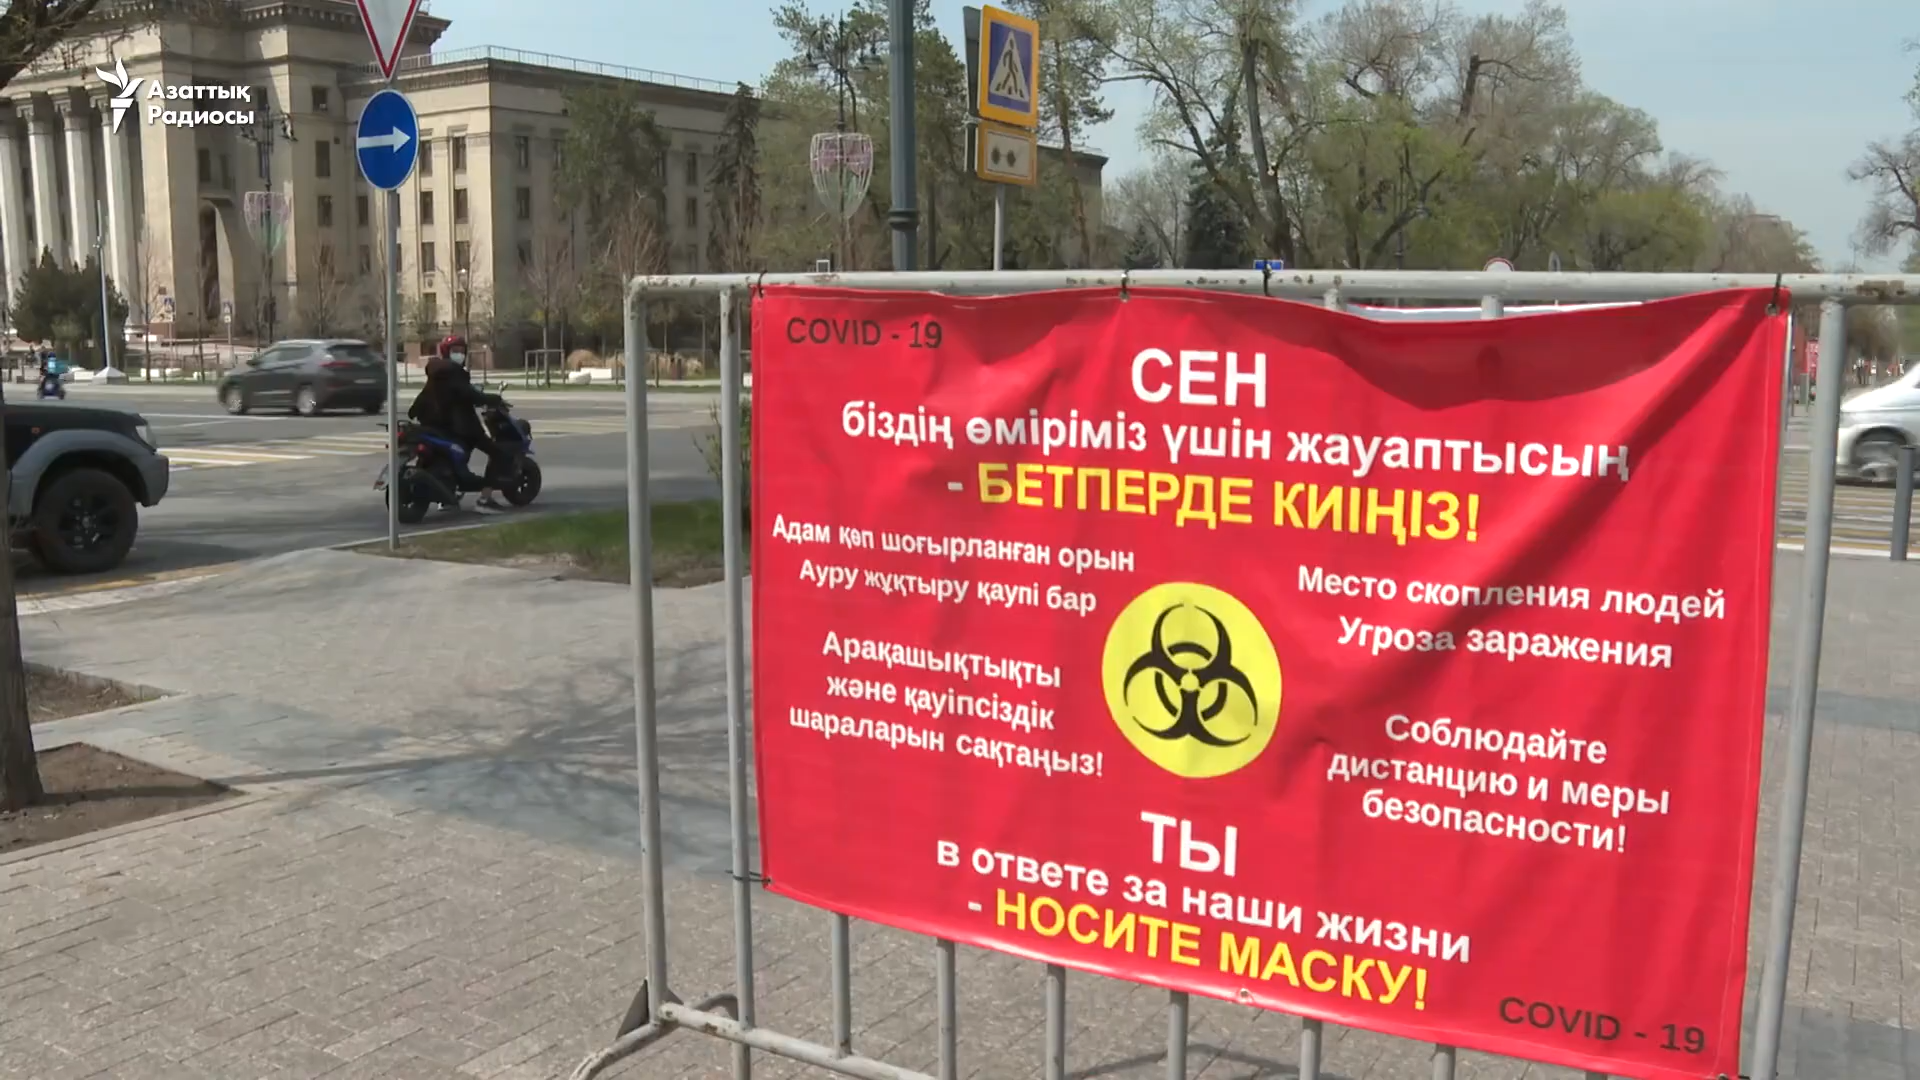 Азаттық
Радиосы
COVID - 19
СЕН
біздің өміріміз үшін жауаптысың
- БЕТПЕРДЕ КИІҢІЗ!
Адам көп шоғырланған орын
Ауру жұқтыру қаупі бар
Арақашықтықты
және қауіпсіздік
шараларын сақтаңыз!
Место скопления людей
Угроза заражения
Соблюдайте
дистанцию и меры
безопасности!
ТЫ
в ответе за наши жизни
- НОСИТЕ МАСКУ!
COVID - 19